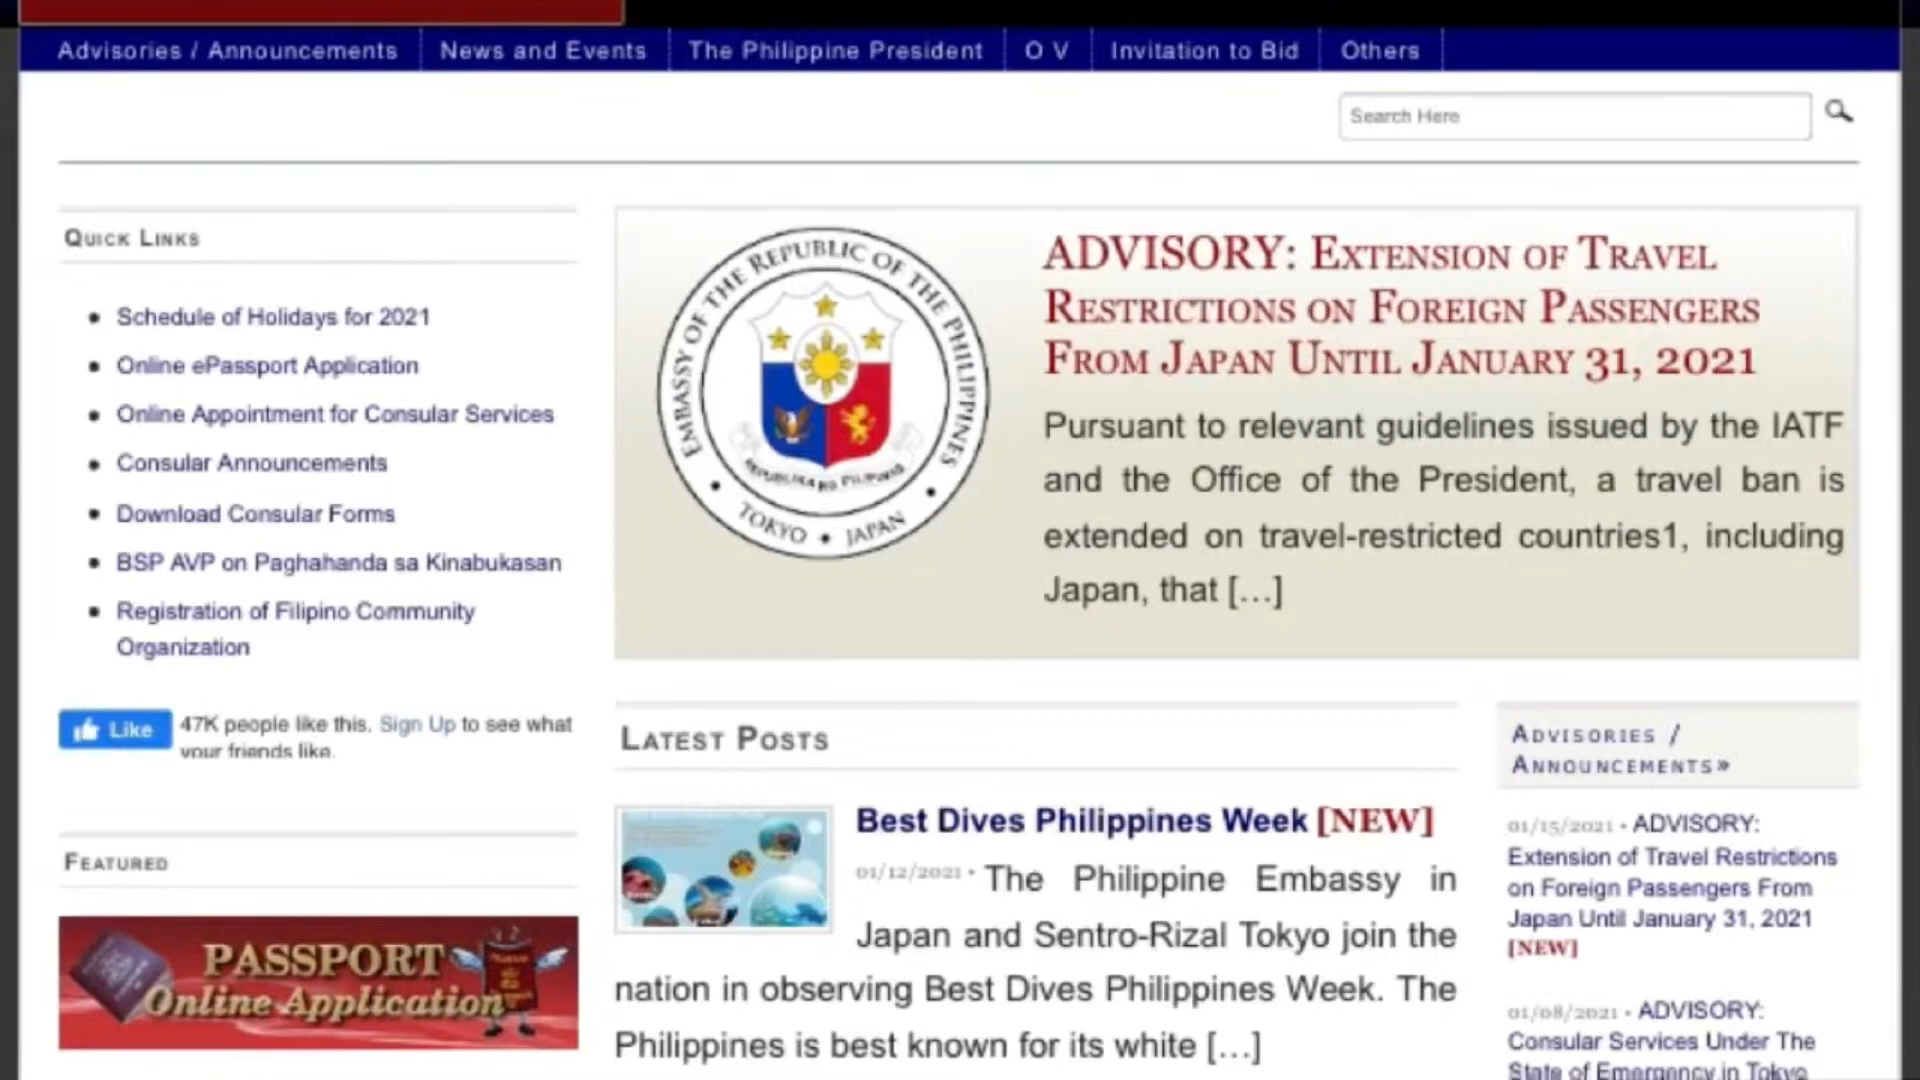 Advisories / Announcements
News and Events
The Philippine President
O V
Invitation to Bid
Others
Search Here
QUICK LINKS
Schedule of Holidays for 2021
Online ePassport Application
Online Appointment for Consular Services
Consular Announcements
Download Consular Forms
BSP AVP on Paghahanda sa Kinabukasan
Registration of Filipino Community
Organization
Like
47K people like this. Sign Up to see what
your friends like.
FEATURED
PASSPORT
Online Application
EMBASSY OF THE REPUBLIC OF THE PHILIPPINES
REPUBLIKA NG PILIPINAS
TOKYO • JAPAN
ADVISORY: EXTENSION OF TRAVEL
RESTRICTIONS ON FOREIGN PASSENGERS
FROM JAPAN UNTIL JANUARY 31, 2021
Pursuant to relevant guidelines issued by the IATF
and the Office of the President, a travel ban is
extended on travel-restricted countries1, including
Japan, that [...]
LATEST POSTS
Best Dives Philippines Week [NEW]
01/12/2021 • The Philippine Embassy in
Japan and Sentro-Rizal Tokyo join the
nation in observing Best Dives Philippines Week. The
Philippines is best known for its white [...]
ADVISORIES /
ANNOUNCEMENTS»
01/15/2021 • ADVISORY:
Extension of Travel Restrictions
on Foreign Passengers From
Japan Until January 31, 2021
[NEW]
01/08/2021 • ADVISORY:
Consular Services Under The
State of Emergency in Tokyo